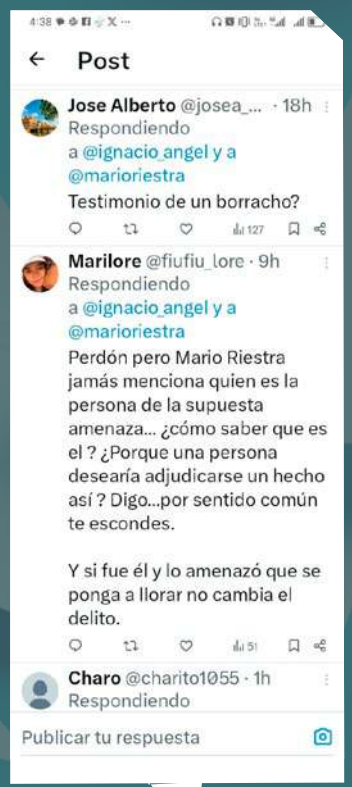 4:38
Post
Jose Alberto @josea_... · 18h
Respondiendo
a @ignacio_angel y a
@marioriestra
Testimonio de un borracho?
127
Marilore @fiufiu_lore · 9h
Respondiendo
a @ignacio_angel y a
@marioriestra
Perdón pero Mario Riestra
jamás menciona quien es la
persona de la supuesta
amenaza... ¿cómo saber que es
el ? ¿Porque una persona
desearía adjudicarse un hecho
así ? Digo...por sentido común
te escondes.
Y si fue él y lo amenazó que se
ponga a llorar no cambia el
delito.
51
Charo @charito1055 · 1h
Respondiendo
Publicar tu respuesta